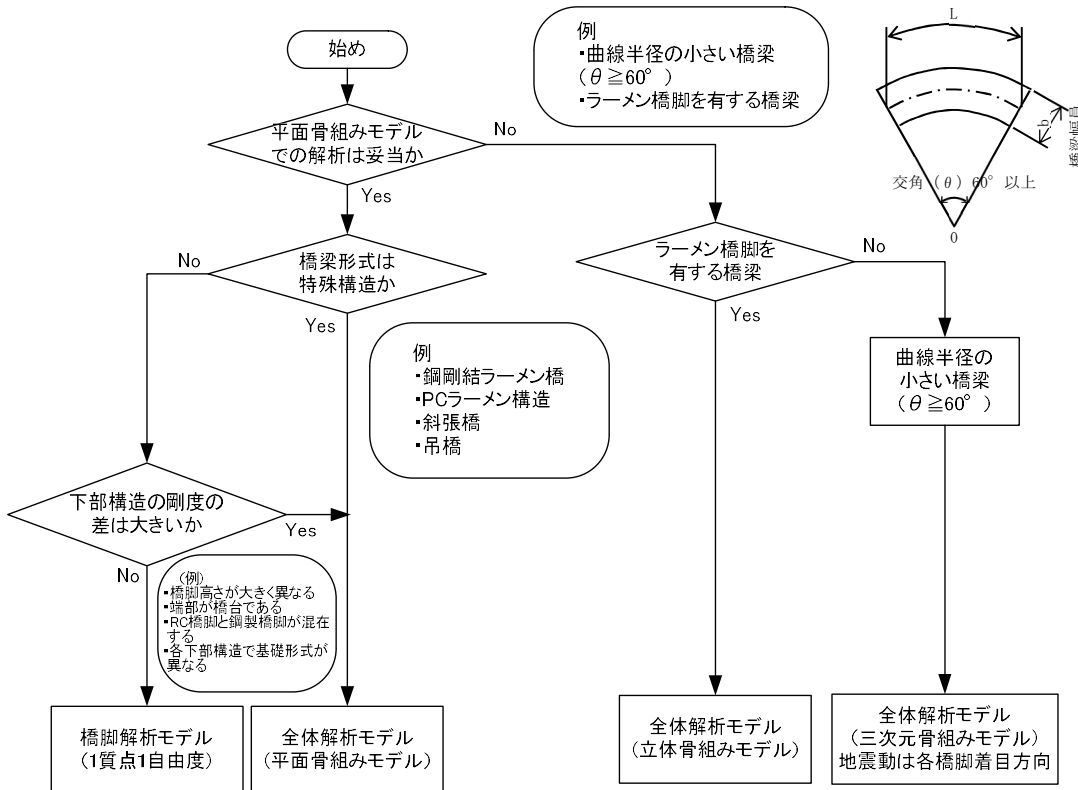 始め
例
・曲線半径の小さい橋梁
(θ≧60°)
・ラーメン橋脚を有する橋梁
L
b
橋梁幅員
交角(θ)60°以上
0
平面骨組みモデル
での解析は妥当か
No
Yes
橋梁形式は
特殊構造か
No
Yes
ラーメン橋脚を
有する橋梁
No
Yes
例
・鋼剛結ラーメン橋
・PCラーメン構造
・斜張橋
・吊橋
曲線半径の
小さい橋梁
(θ≧60°)
下部構造の剛度の
差は大きいか
Yes
No
(例)
・橋脚高さが大きく異なる
・端部が橋台である
・RC橋脚と鋼製橋脚が混在
する
・各下部構造で基礎形式が
異なる
橋脚解析モデル
(1質点1自由度)
全体解析モデル
(平面骨組みモデル)
全体解析モデル
(立体骨組みモデル)
全体解析モデル
(三次元骨組みモデル)
地震動は各橋脚着目方向